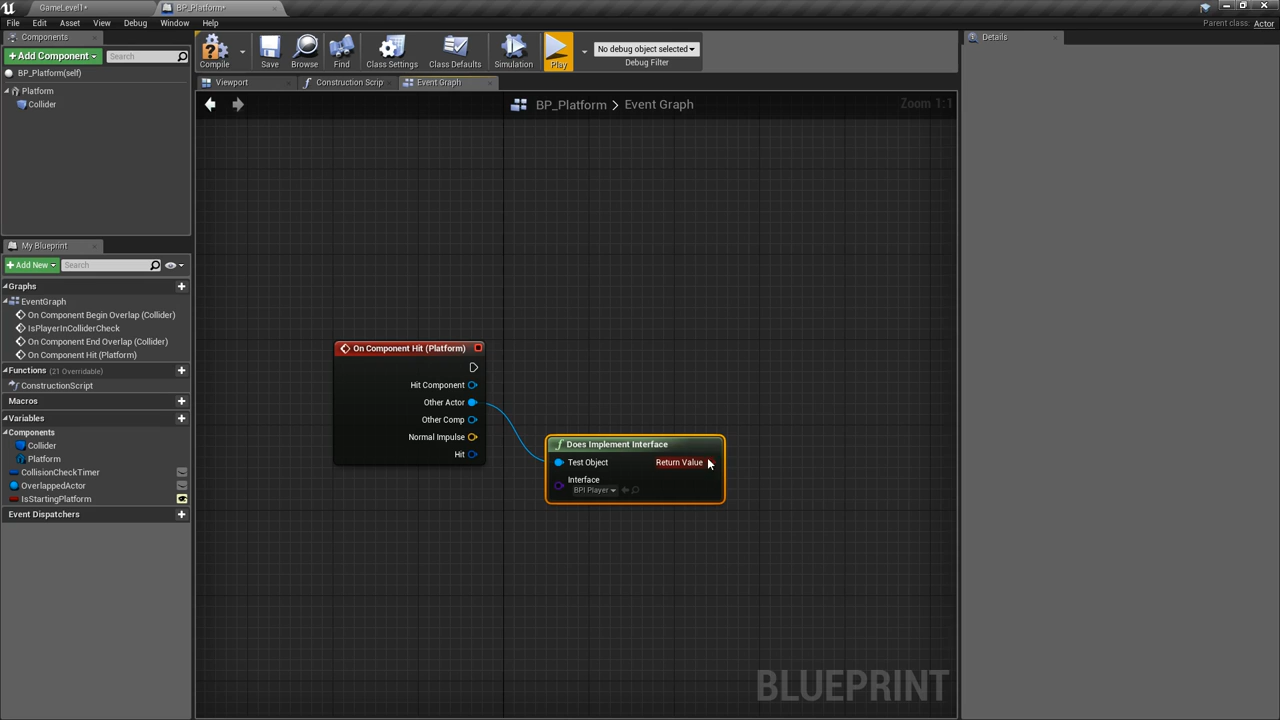 GameLevel1*
BP_Platform*
File Edit Asset View Debug Window Help
Parent class: Actor
Components
+ Add Component
Search
BP_Platform(self)
Platform
Collider
Compile
Save
Browse
Find
Class Settings
Class Defaults
Simulation
Play
No debug object selected
Debug Filter
Details
Viewport
Construction Scrip
Event Graph
BP_Platform > Event Graph
Zoom 1:1
My Blueprint
+ Add New
Search
Graphs
EventGraph
On Component Begin Overlap (Collider)
IsPlayerInColliderCheck
On Component End Overlap (Collider)
On Component Hit (Platform)
Functions (21 Overridable)
ConstructionScript
Macros
Variables
Components
Collider
Platform
CollisionCheckTimer
OverlappedActor
IsStartingPlatform
Event Dispatchers
On Component Hit (Platform)
Hit Component
Other Actor
Other Comp
Normal Impulse
Hit
Does Implement Interface
Test Object
Return Value
Interface
BPI Player
BLUEPRINT